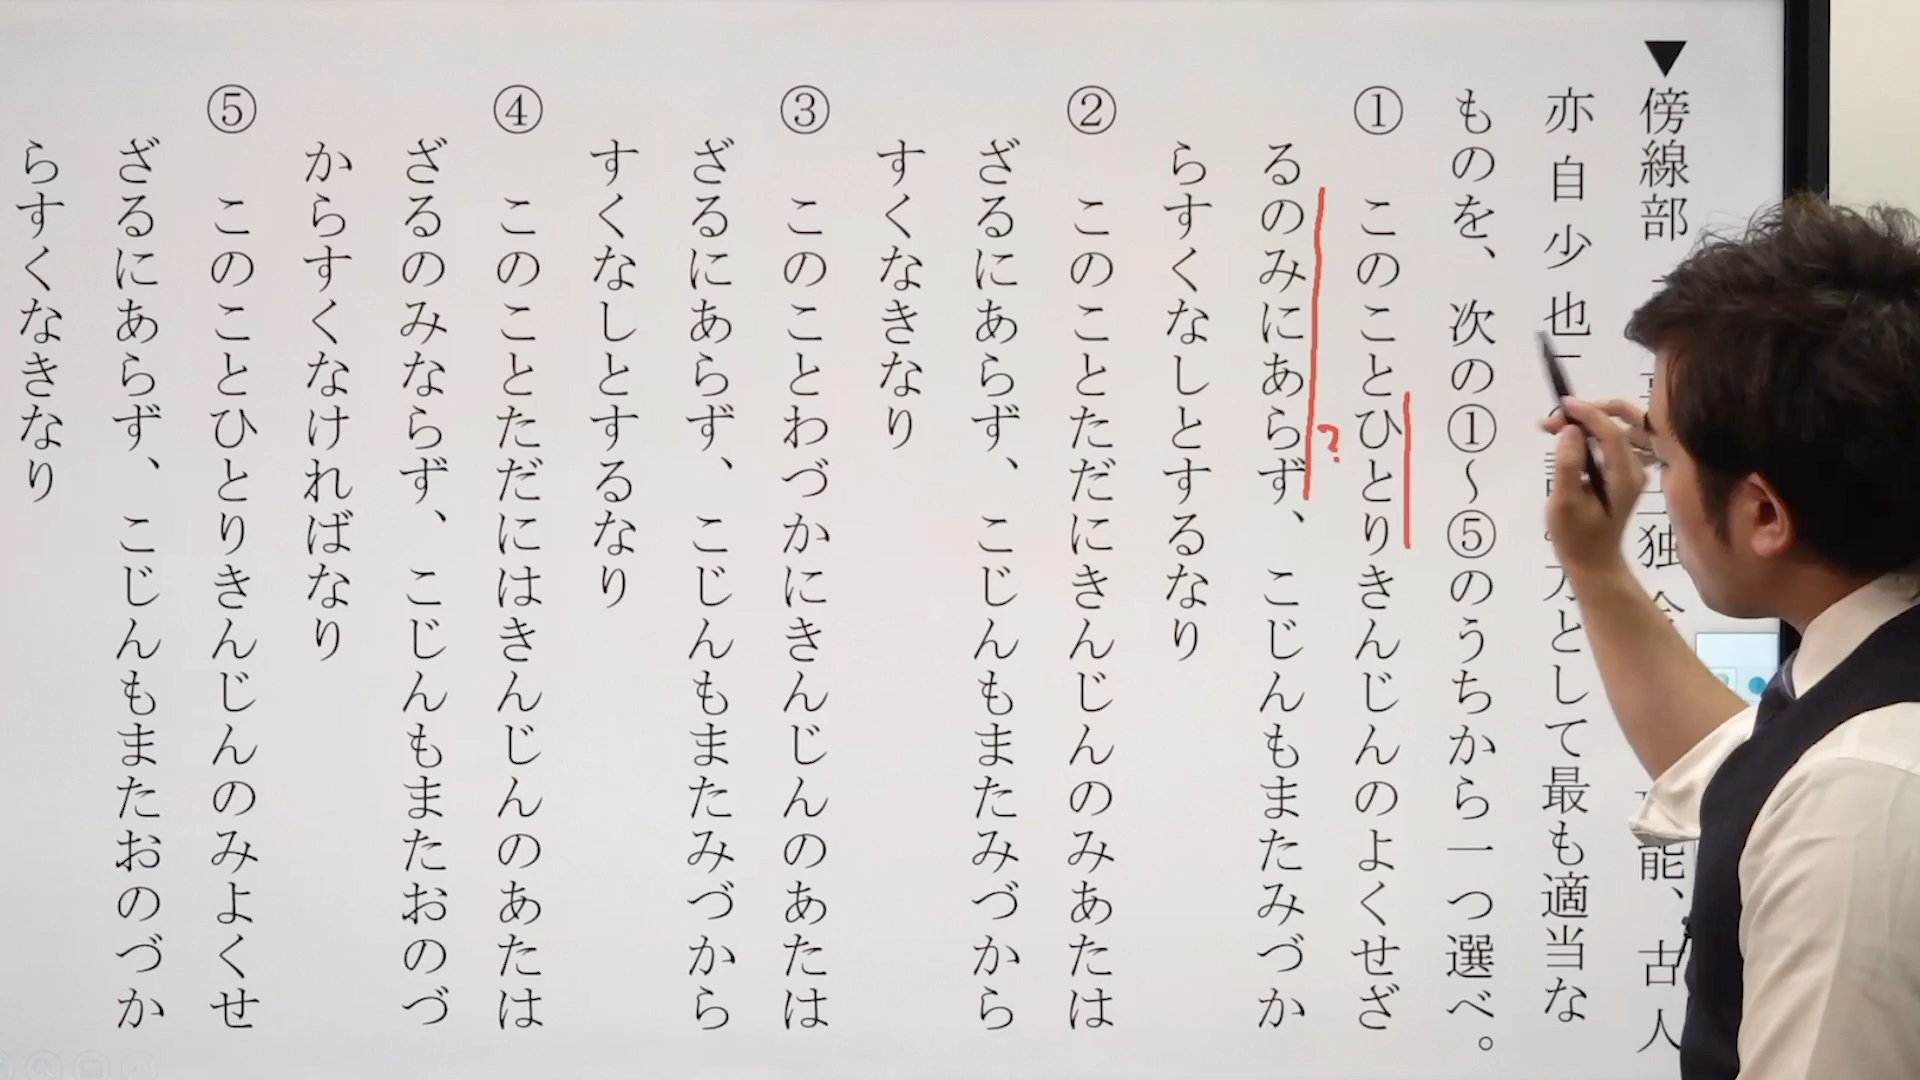 ▼傍線部 独 能、古人
亦自少也 として最も適当な
ものを、次の①～⑤のうちから一つ選べ。
① このことひとりきんじんのよくせざ
るのみにあらず、こじんもまたみづか
らすくなしとするなり
?
② このことただにきんじんのみあたは
ざるにあらず、こじんもまたみづから
すくなきなり
③ このことわづかにきんじんのあたは
ざるにあらず、こじんもまたみづから
すくなしとするなり
④ このことただにはきんじんのあたは
ざるのみならず、こじんもまたおのづ
からすくなければなり
⑤ このことひとりきんじんのみよくせ
ざるにあらず、こじんもまたおのづか
らすくなきなり